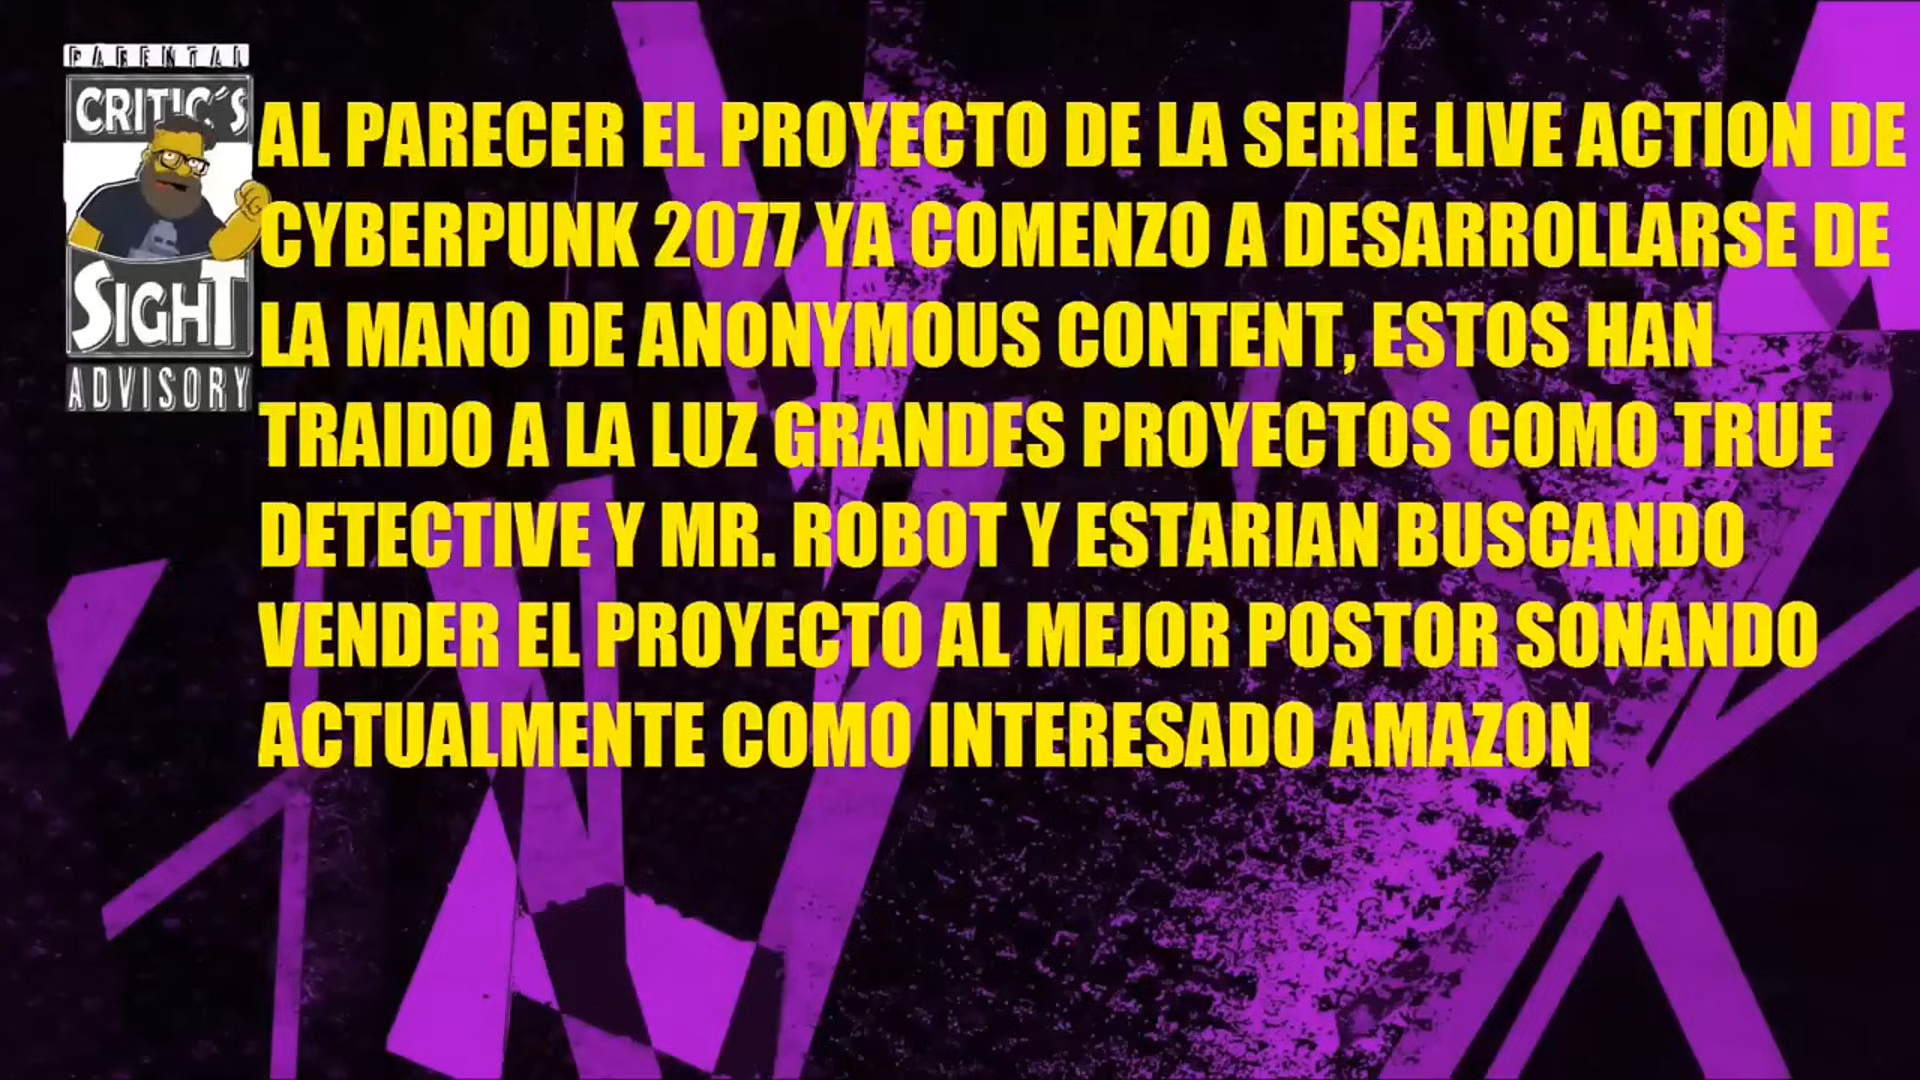 PARENTAL
CRITIC´S
SIGHT
ADVISORY
AL PARECER EL PROYECTO DE LA SERIE LIVE ACTION DE
CYBERPUNK 2077 YA COMENZO A DESARROLLARSE DE
LA MANO DE ANONYMOUS CONTENT, ESTOS HAN
TRAIDO A LA LUZ GRANDES PROYECTOS COMO TRUE
DETECTIVE Y MR. ROBOT Y ESTARIAN BUSCANDO
VENDER EL PROYECTO AL MEJOR POSTOR SONANDO
ACTUALMENTE COMO INTERESADO AMAZON